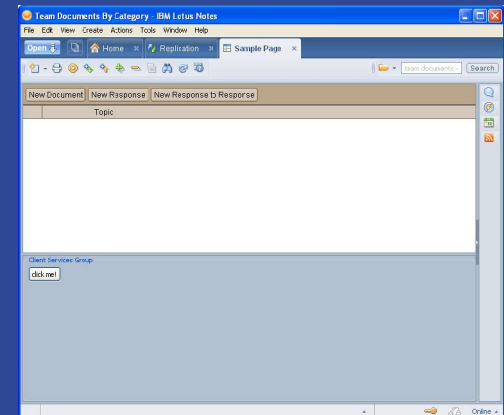 Team Documents By Category - IBM Lotus Notes
File Edit View Create Actions Tools Window Help
Open Home × Replication × Sample Page ×
team documents - Search
New Document New Response New Response to Response
Topic
Client Services Group
click me!
Online